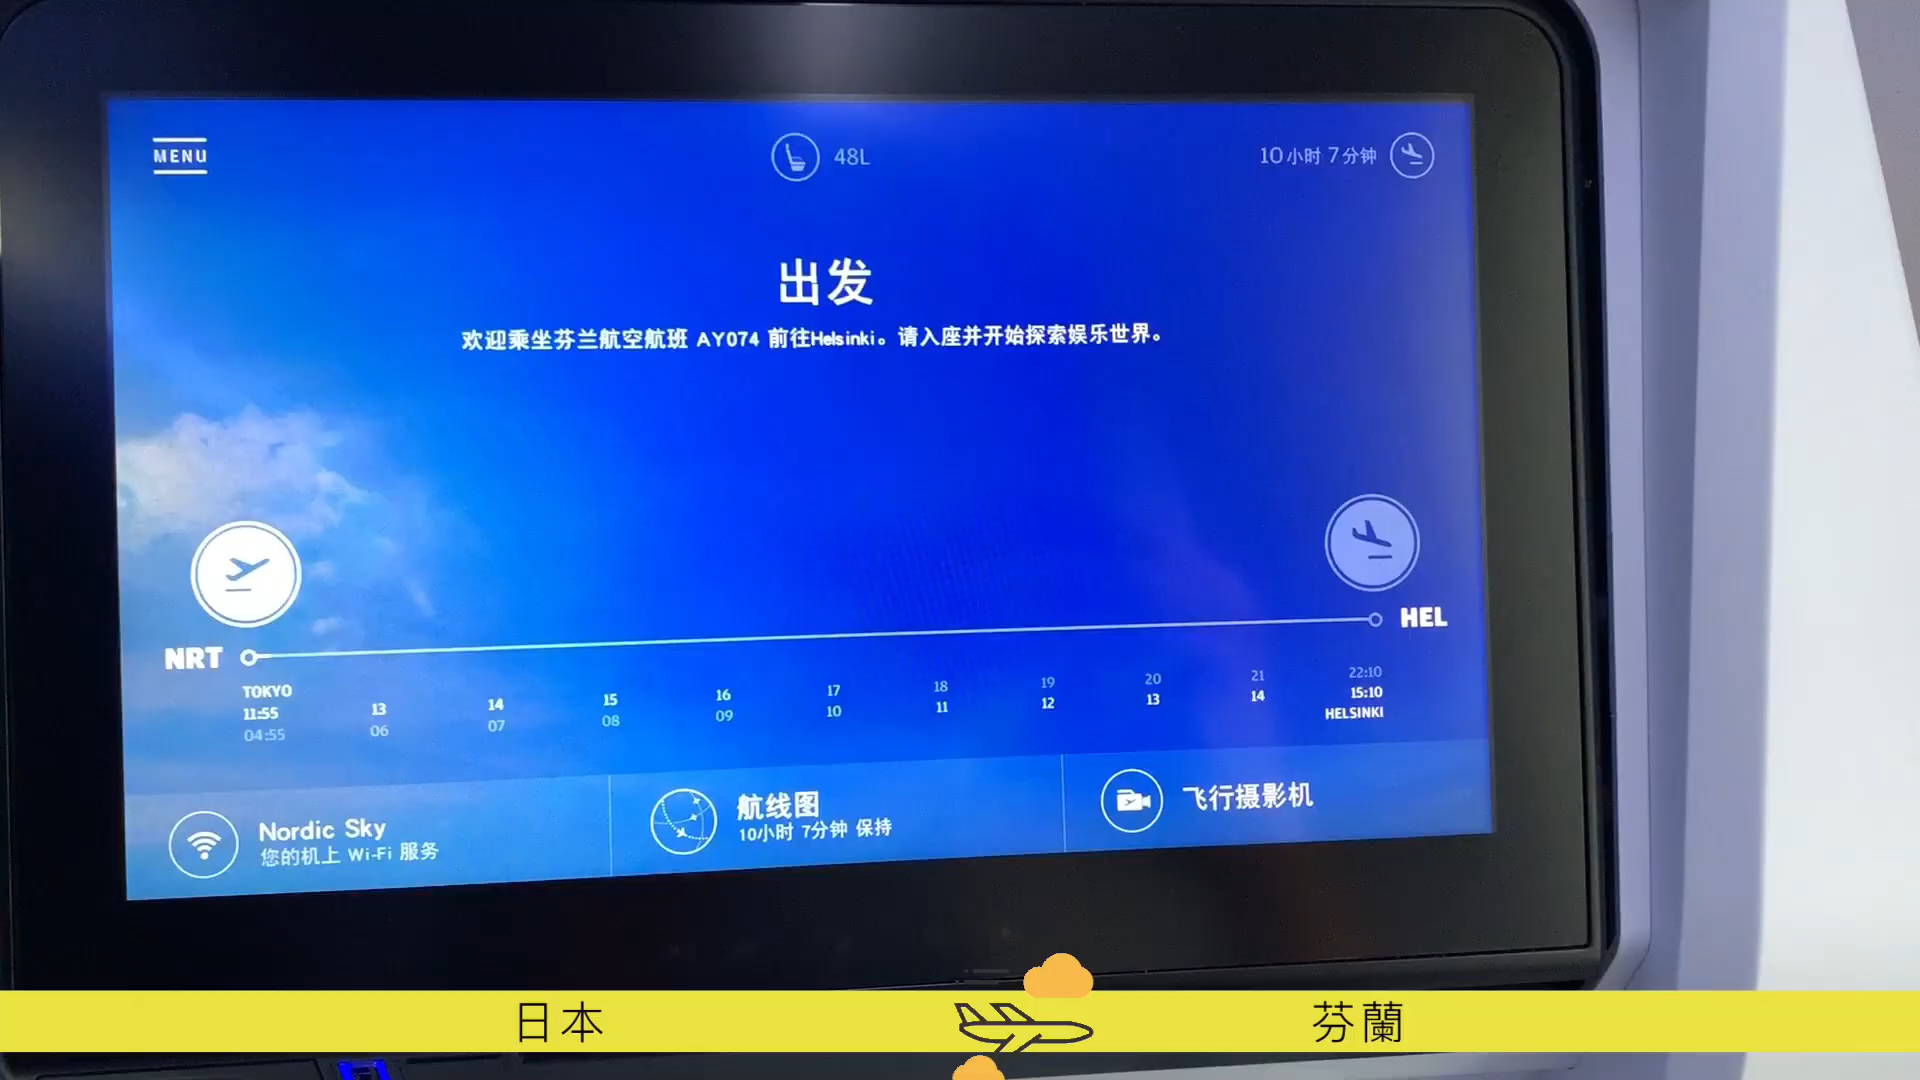 MENU
48L
10小时 7分钟
出发
欢迎乘坐芬兰航空航班 AY074 前往Helsinki。请入座并开始探索娱乐世界。
NRT
HEL
TOKYO
11:55
04:55
13
06
14
07
15
08
16
09
17
10
18
11
19
12
20
13
21
14
22:10
15:10
HELSINKI
Nordic Sky
您的机上 Wi-Fi 服务
航线图
10小时 7分钟 保持
飞行摄影机
日本
芬蘭